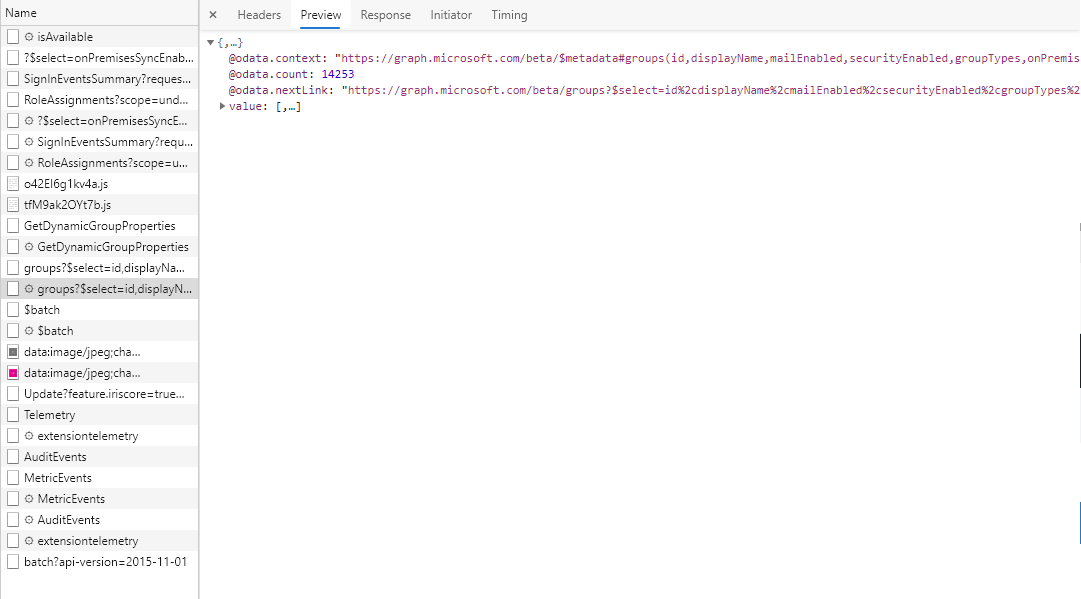 Name
isAvailable
?$select=onPremisesSyncEnab...
SignInEventsSummary?reques...
RoleAssignments?scope=und...
?$select=onPremisesSyncE...
SignInEventsSummary?requ...
RoleAssignments?scope=u...
o42El6g1kv4a.js
tfM9ak2OYt7b.js
GetDynamicGroupProperties
GetDynamicGroupProperties
groups?$select=id,displayNa...
groups?$select=id,displayN...
$batch
$batch
data:image/jpeg;cha...
data:image/jpeg;cha...
Update?feature.iriscore=true...
Telemetry
extensiontelemetry
AuditEvents
MetricEvents
MetricEvents
AuditEvents
extensiontelemetry
batch?api-version=2015-11-01
× Headers Preview Response Initiator Timing
{,…}
@odata.context: "https://graph.microsoft.com/beta/$metadata#groups(id,displayName,mailEnabled,securityEnabled,groupTypes,onPremis
@odata.count: 14253
@odata.nextLink: "https://graph.microsoft.com/beta/groups?$select=id%2cdisplayName%2cmailEnabled%2csecurityEnabled%2cgroupTypes%2
value: [,…]